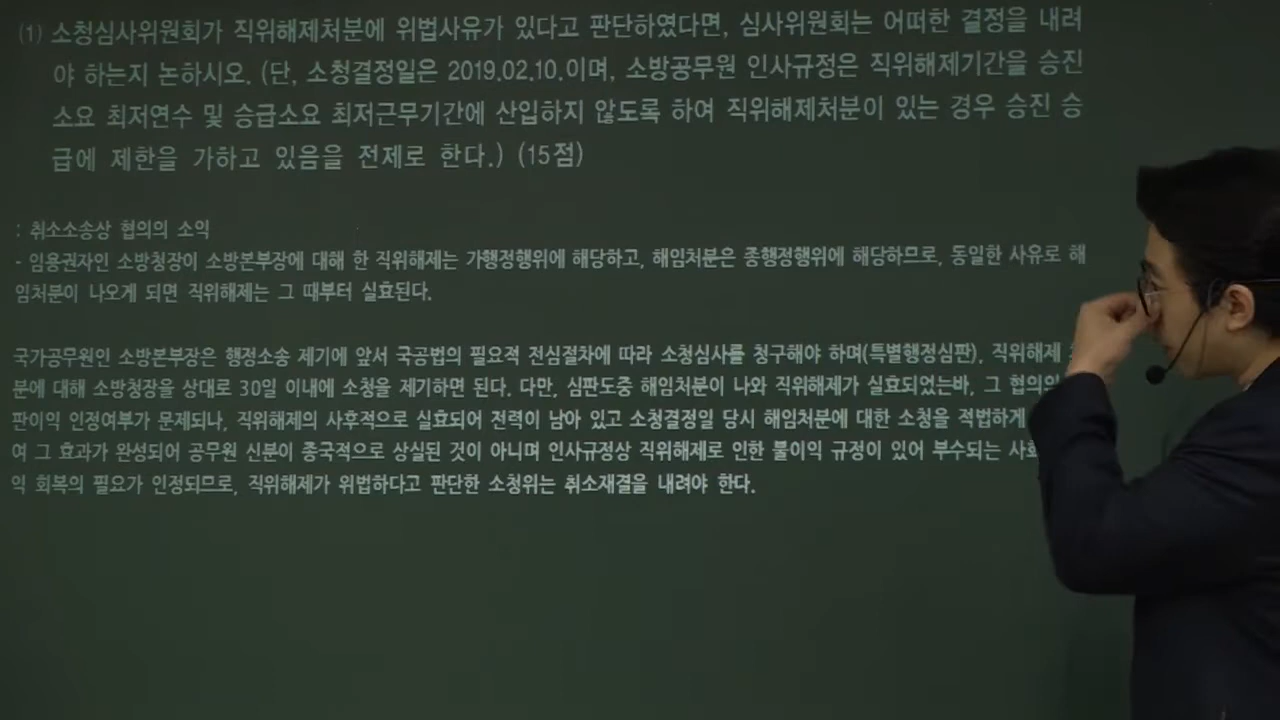 (1) 소청심사위원회가 직위해제처분에 위법사유가 있다고 판단하였다면, 심사위원회는 어떠한 결정을 내려
야 하는지 논하시오. (단, 소청결정일은 2019.02.10.이며, 소방공무원 인사규정은 직위해제기간을 승진
소요 최저연수 및 승급소요 최저근무기간에 산입하지 않도록 하여 직위해제처분이 있는 경우 승진 승
급에 제한을 가하고 있음을 전제로 한다.) (15점)
: 취소소송상 협의의 소익
- 임용권자인 소방청장이 소방본부장에 대해 한 직위해제는 가행정행위에 해당하고, 해임처분은 종행정행위에 해당하므로, 동일한 사유로 해
임처분이 나오게 되면 직위해제는 그 때부터 실효된다.
국가공무원인 소방본부장은 행정소송 제기에 앞서 국공법의 필요적 전심절차에 따라 소청심사를 청구해야 하며(특별행정심판), 직위해제
분에 대해 소방청장을 상대로 30일 이내에 소청을 제기하면 된다. 다만, 심판도중 해임처분이 나와 직위해제가 실효되었는바, 그 협의의
판이익 인정여부가 문제되나, 직위해제의 사후적으로 실효되어 전력이 남아 있고 소청결정일 당시 해임처분에 대한 소청을 적법하게
여 그 효과가 완성되어 공무원 신분이 종국적으로 상실된 것이 아니며 인사규정상 직위해제로 인한 불이익 규정이 있어 부수되는
익 회복의 필요가 인정되므로, 직위해제가 위법하다고 판단한 소청위는 취소재결을 내려야 한다.